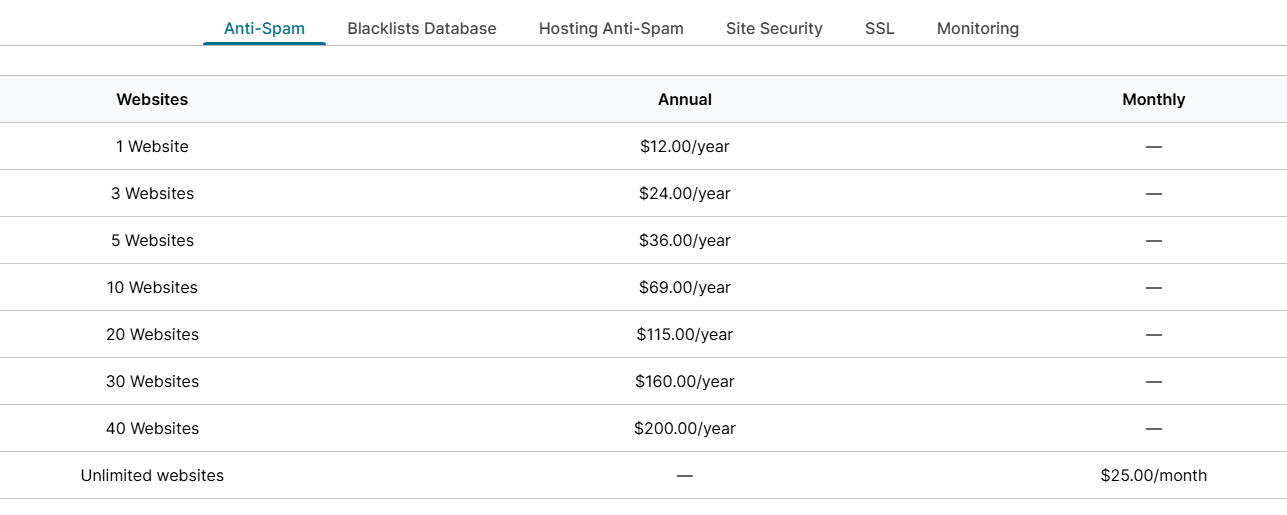 Anti-Spam Blacklists Database Hosting Anti-Spam Site Security SSL Monitoring
Websites Annual Monthly
1 Website $12.00/year —
3 Websites $24.00/year —
5 Websites $36.00/year —
10 Websites $69.00/year —
20 Websites $115.00/year —
30 Websites $160.00/year —
40 Websites $200.00/year —
Unlimited websites — $25.00/month